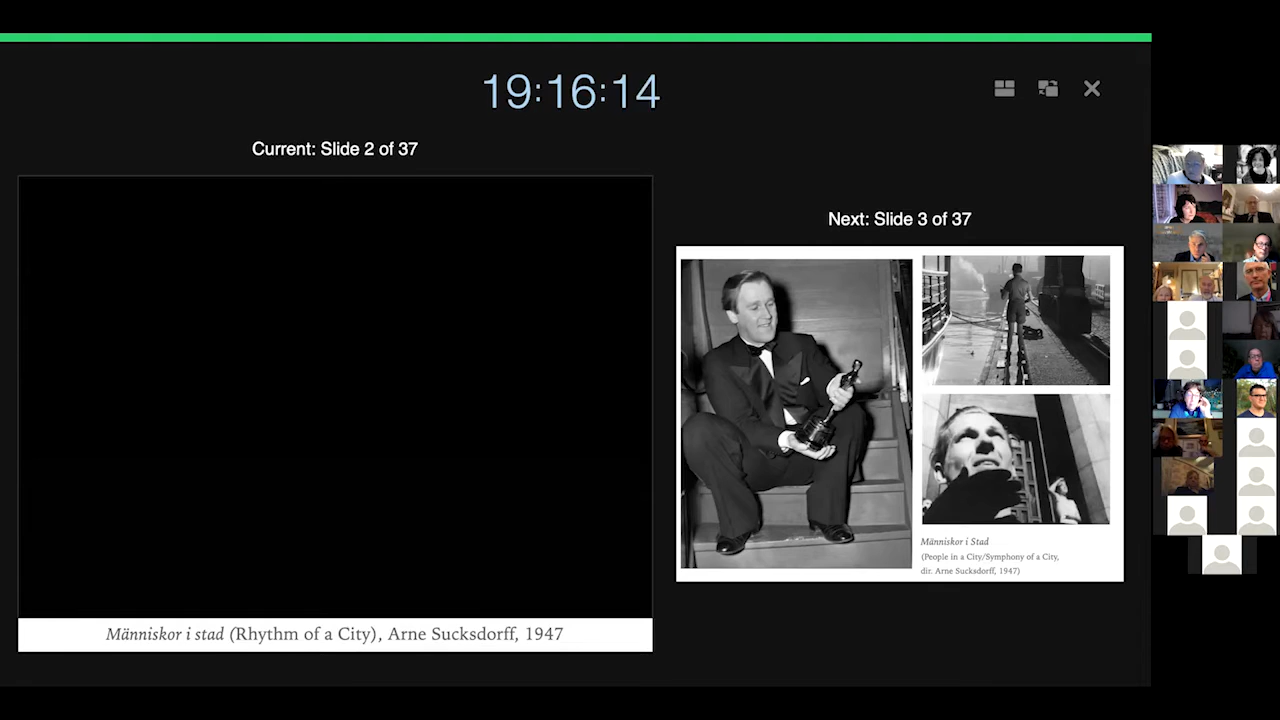 19:16:14
Current: Slide 2 of 37
Next: Slide 3 of 37
Människor i Stad
(People in a City/Symphony of a City,
dir. Arne Sucksdorff, 1947)
Människor i stad (Rhythm of a City), Arne Sucksdorff, 1947